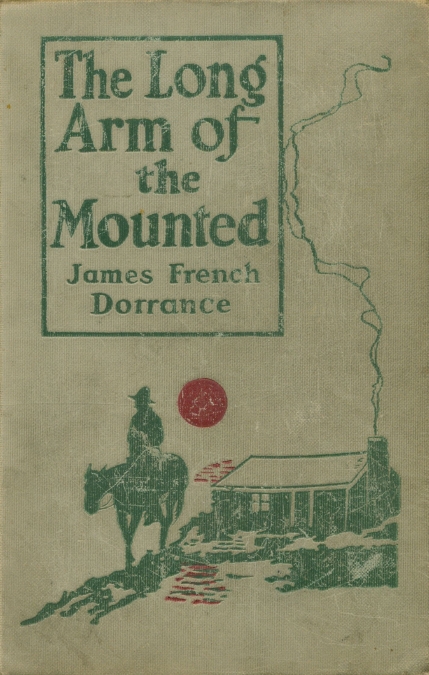 The Long
Arm of
the
Mounted
James French
Dorrance